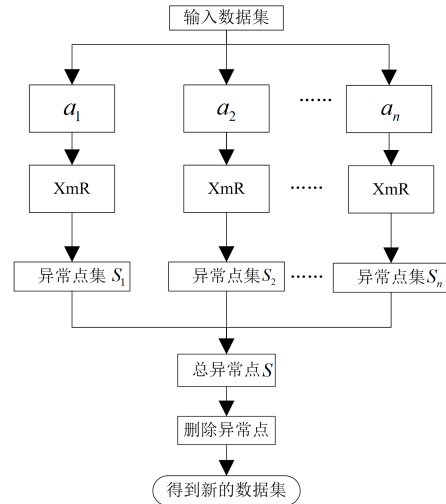 输入数据集
a₁ a₂ ...... aₙ
XmR XmR ...... XmR
异常点集 S₁ 异常点集S₂ ...... 异常点集Sₙ
总异常点S
删除异常点
得到新的数据集